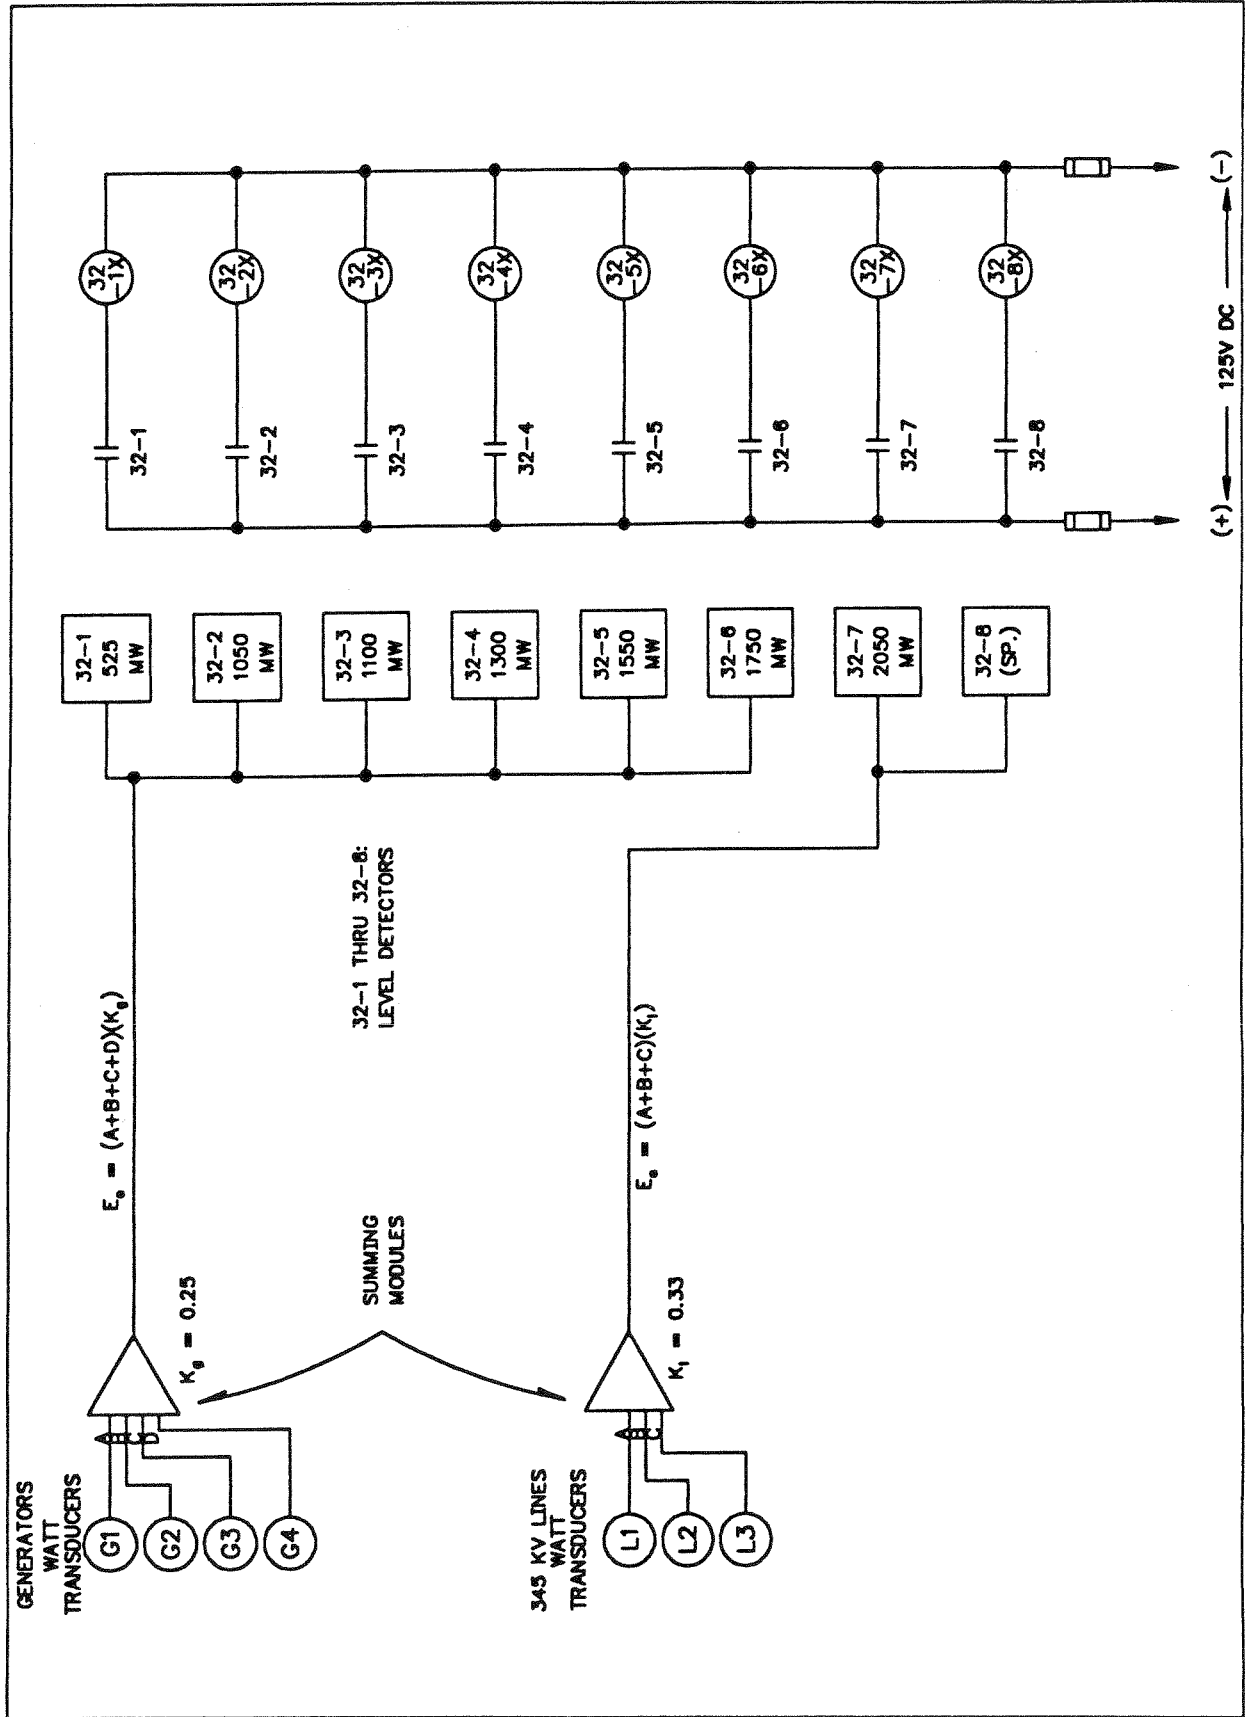 GENERATORS
WATT
TRANSDUCERS
G1
G2
G3
G4
A
B
C
D
K_g = 0.25
E_o = (A+B+C+D)(K_g)
SUMMING
MODULES
345 KV LINES
WATT
TRANSDUCERS
L1
L2
L3
A
B
C
K_l = 0.33
E_o = (A+B+C)(K_l)
32-1 THRU 32-8:
LEVEL DETECTORS
32-1
525
MW
32-2
1050
MW
32-3
1100
MW
32-4
1300
MW
32-5
1550
MW
32-6
1750
MW
32-7
2050
MW
32-8
(SP.)
32-1
32-2
32-3
32-4
32-5
32-6
32-7
32-8
32
-1X
32
-2X
32
-3X
32
-4X
32
-5X
32
-6X
32
-7X
32
-8X
(+) 125V DC (-)